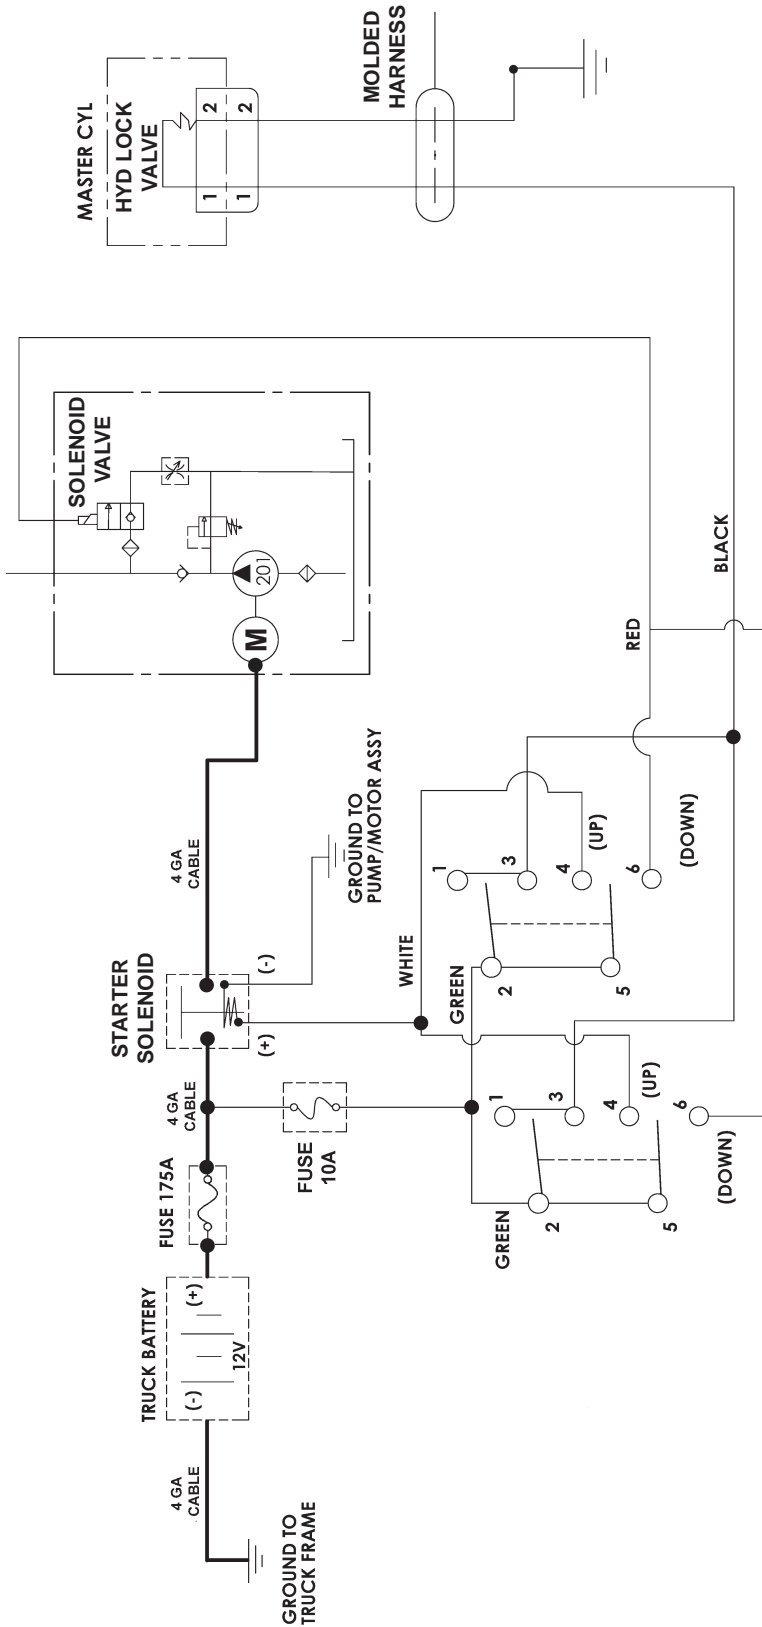 MASTER CYL
HYD LOCK
VALVE
1
2
1
2
MOLDED
HARNESS
SOLENOID
VALVE
201
M
BLACK
RED
4 GA
CABLE
GROUND TO
PUMP/MOTOR ASSY
STARTER
SOLENOID
(-)
(+)
WHITE
GREEN
1
3
4
(UP)
6
(DOWN)
2
5
4 GA
CABLE
FUSE
10A
FUSE 175A
GREEN
1
3
4
(UP)
6
(DOWN)
2
5
TRUCK BATTERY
(+)
(-)
12V
4 GA
CABLE
GROUND TO
TRUCK FRAME